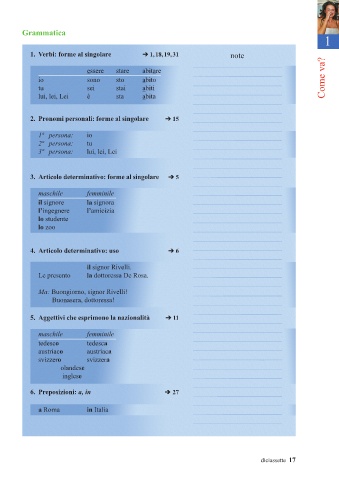 Grammatica
1
Come va?
1. Verbi: forme al singolare ➔ 1,18,19,31
note
essere stare abitare
io sono sto abito
tu sei stai abiti
lui, lei, Lei è sta abita
2. Pronomi personali: forme al singolare ➔ 15
1ª persona: io
2ª persona: tu
3ª persona: lui, lei, Lei
3. Articolo determinativo: forme al singolare ➔ 5
maschile femminile
il signore la signora
l'ingegnere l'amicizia
lo studente
lo zoo
4. Articolo determinativo: uso ➔ 6
il signor Rivelli.
Le presento la dottoressa De Rosa.
Ma: Buongiorno, signor Rivelli!
Buonasera, dottoressa!
5. Aggettivi che esprimono la nazionalità ➔ 11
maschile femminile
tedesco tedesca
austriaco austriaca
svizzero svizzera
olandese
inglese
6. Preposizioni: a, in ➔ 27
a Roma in Italia
diciassette 17